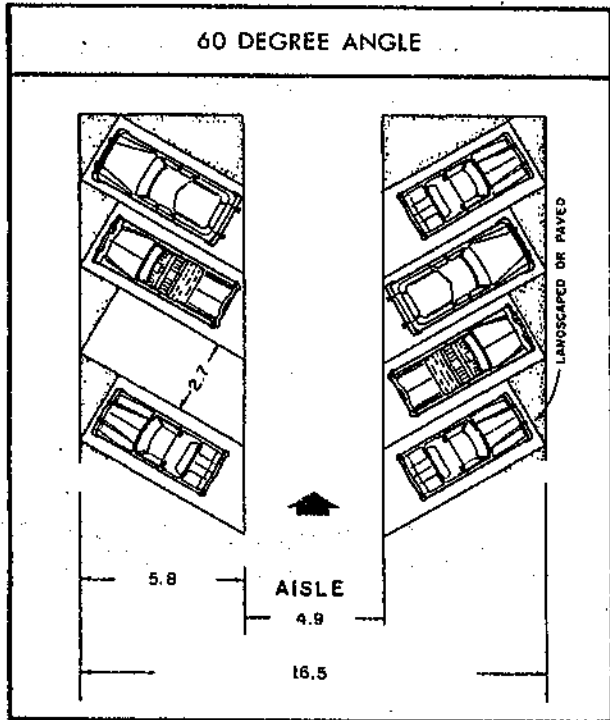 60 DEGREE ANGLE
LANDSCAPED OR PAVED
2.7
5.8
AISLE
4.9
16.5